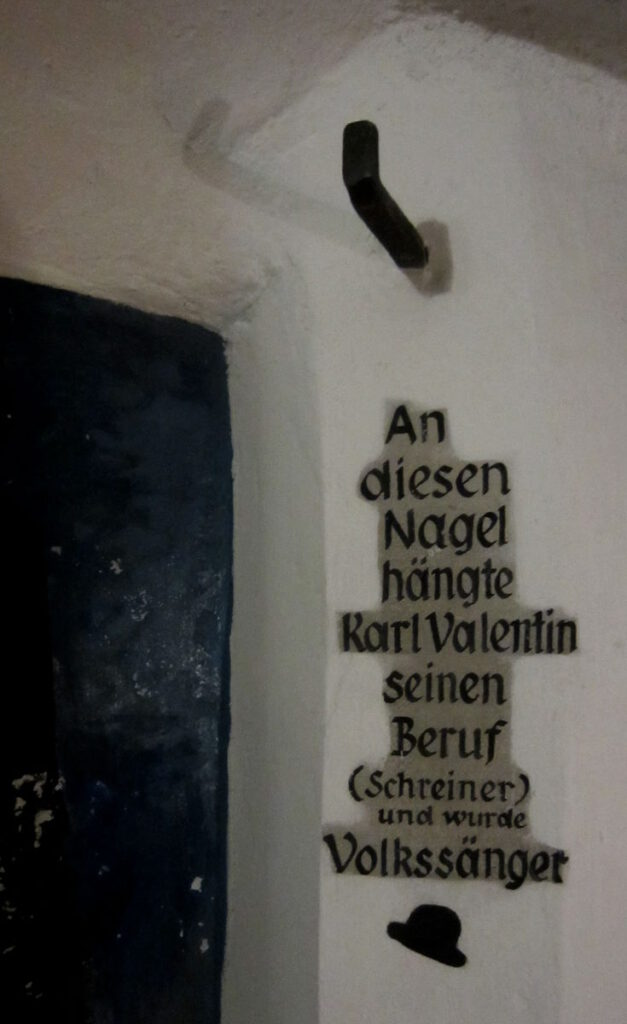 An
diesen
Nagel
hängte
Karl Valentin
seinen
Beruf
(Schreiner)
und wurde
Volkssänger